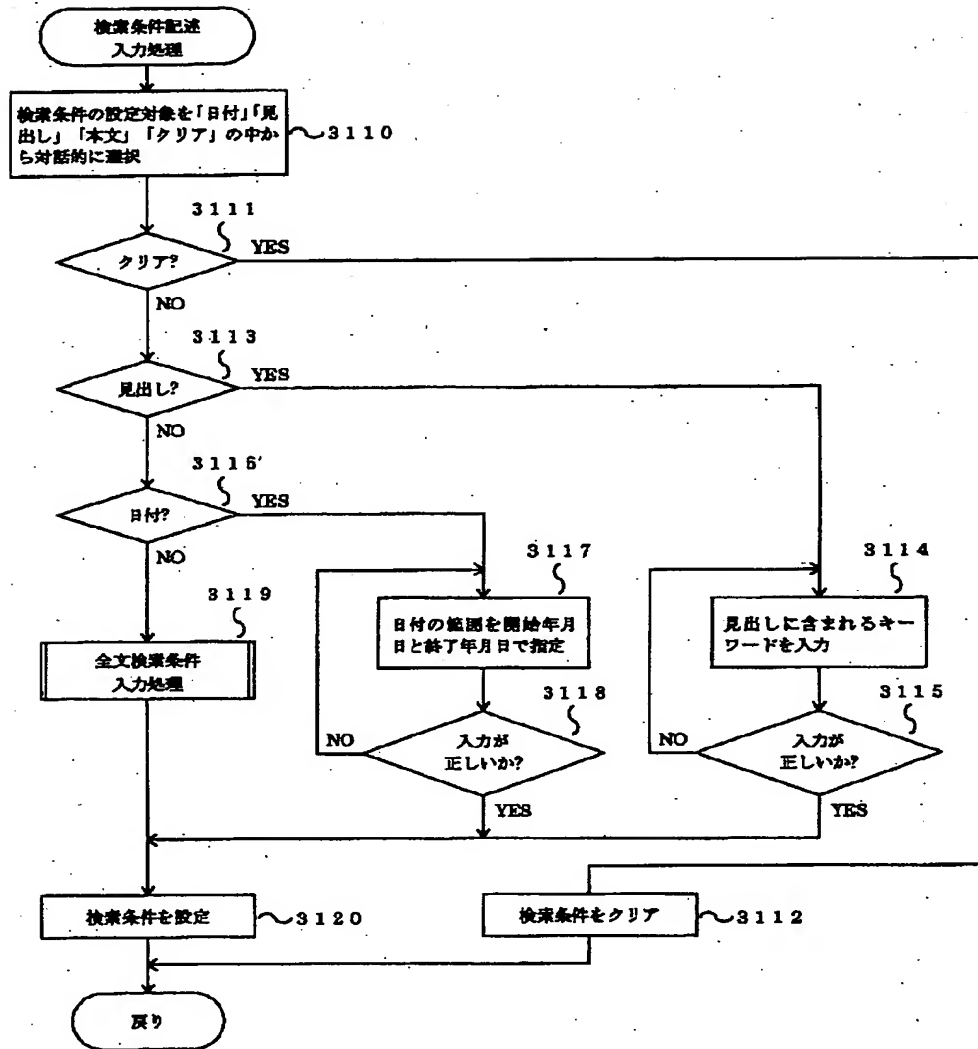 検索条件記述
入力処理
検索条件の設定対象を「日付」「見
出し」「本文」「クリア」の中か
ら対話的に選択
3110
3111
クリア?
YES
NO
3113
見出し?
YES
NO
3116
日付?
YES
NO
3117
3114
3119
日付の範囲を開始年月
日と終了年月日で指定
見出しに含まれるキー
ワードを入力
全文検索条件
入力処理
3118
3115
NO
入力が
正しいか?
NO
入力が
正しいか?
YES
YES
検索条件を設定
3120
検索条件をクリア
3112
戻り